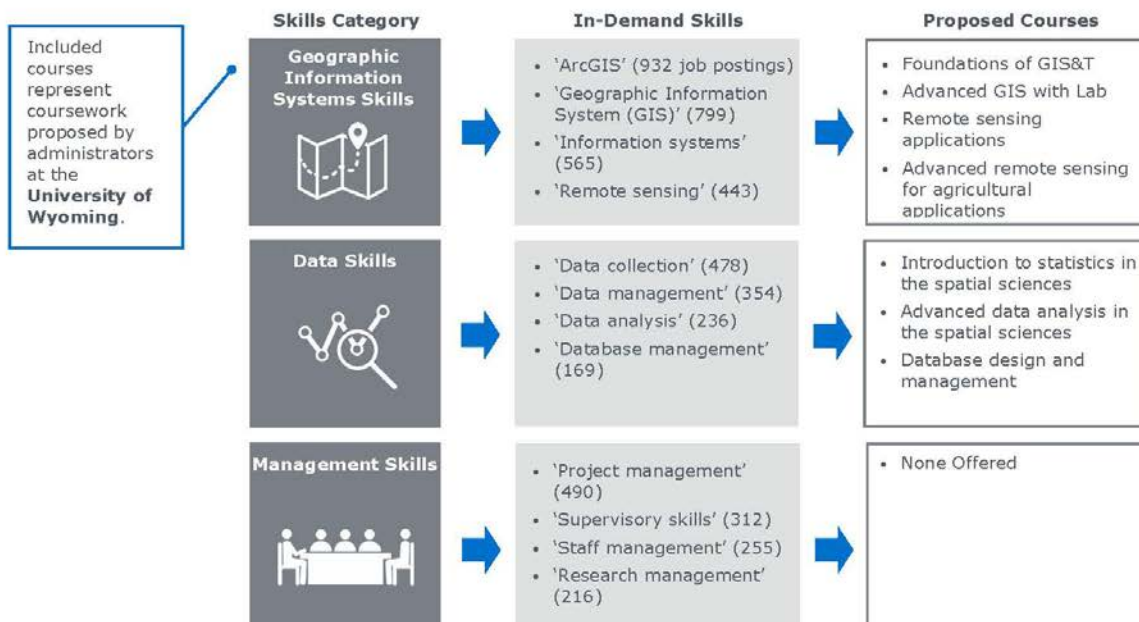 Skills Category
In-Demand Skills
Proposed Courses
Included
courses
represent
coursework
proposed by
administrators
at the
University of
Wyoming.
Geographic
Information
Systems Skills
• ‘ArcGIS’ (932 job postings)
• ‘Geographic Information
System (GIS)’ (799)
• ‘Information systems’
(565)
• ‘Remote sensing’ (443)
• Foundations of GIS&T
• Advanced GIS with Lab
• Remote sensing
applications
• Advanced remote sensing
for agricultural
applications
Data Skills
• ‘Data collection’ (478)
• ‘Data management’ (354)
• ‘Data analysis’ (236)
• ‘Database management’
(169)
• Introduction to statistics in
the spatial sciences
• Advanced data analysis in
the spatial sciences
• Database design and
management
Management Skills
• ‘Project management’
(490)
• ‘Supervisory skills’ (312)
• ‘Staff management’ (255)
• ‘Research management’
(216)
• None Offered